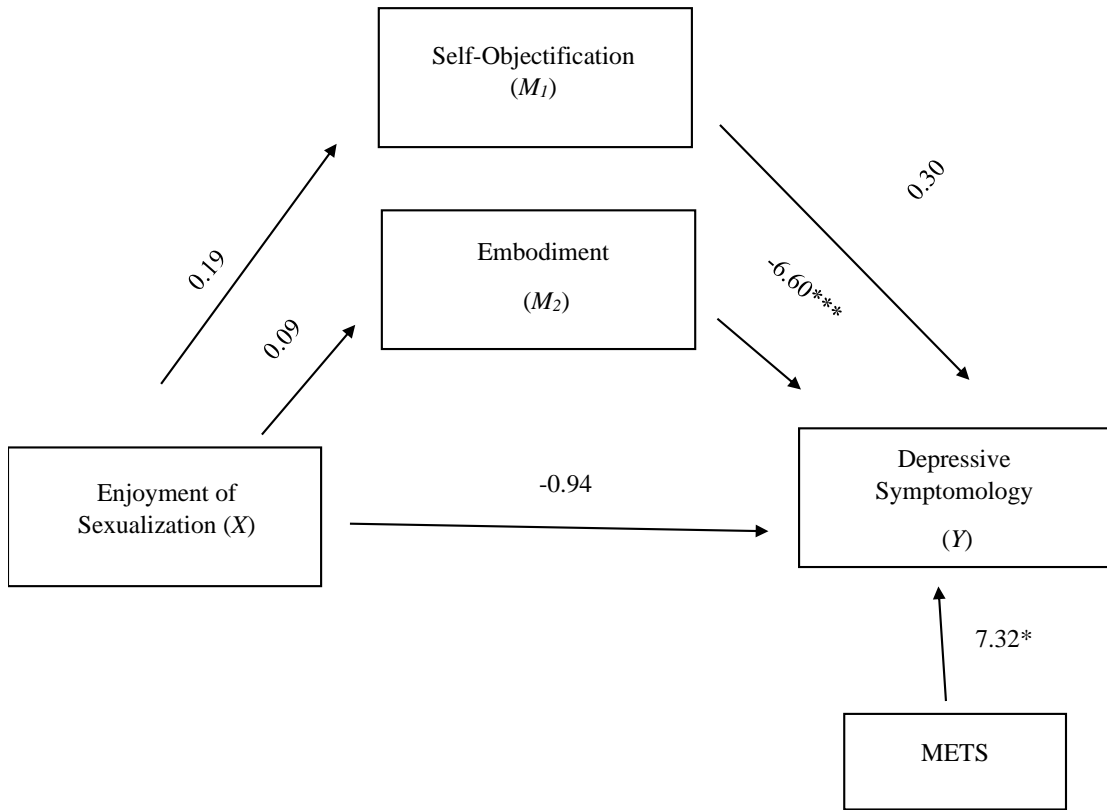 Self-Objectification
(M1)
0.30
Embodiment
(M2)
-6.60***
0.19
0.09
Enjoyment of
Sexualization (X)
-0.94
Depressive
Symptomology
(Y)
7.32*
METS